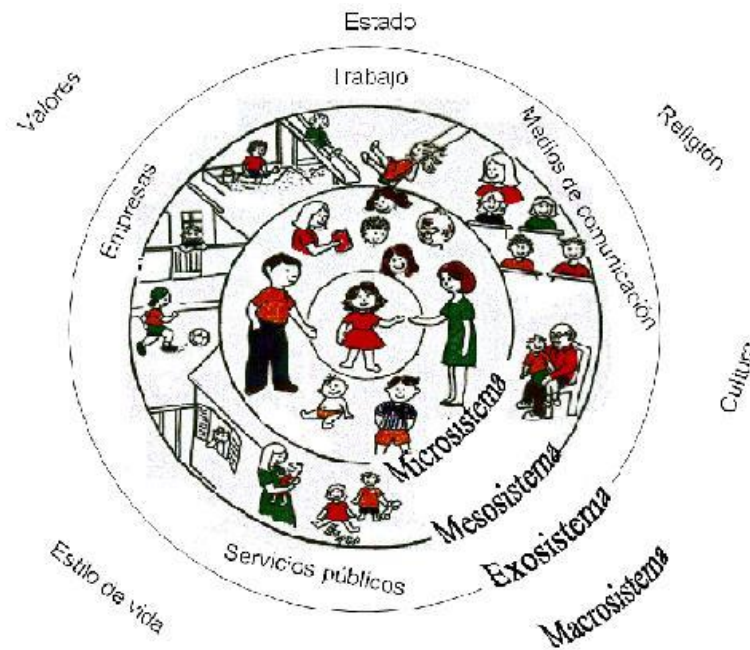 Estado
Trabajo
Valores
Religión
Medios de comunicación
Empresas
Cultura
Microsistema
Mesosistema
Exosistema
Macrosistema
Servicios públicos
Estilo de vida